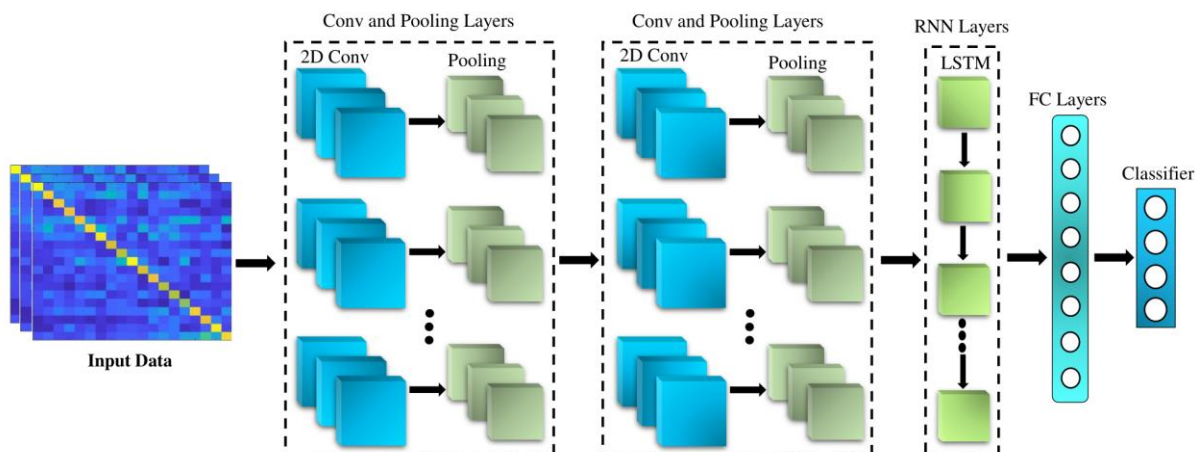 Conv and Pooling Layers
2D Conv
Pooling
Conv and Pooling Layers
2D Conv
Pooling
RNN Layers
LSTM
FC Layers
Classifier
Input Data